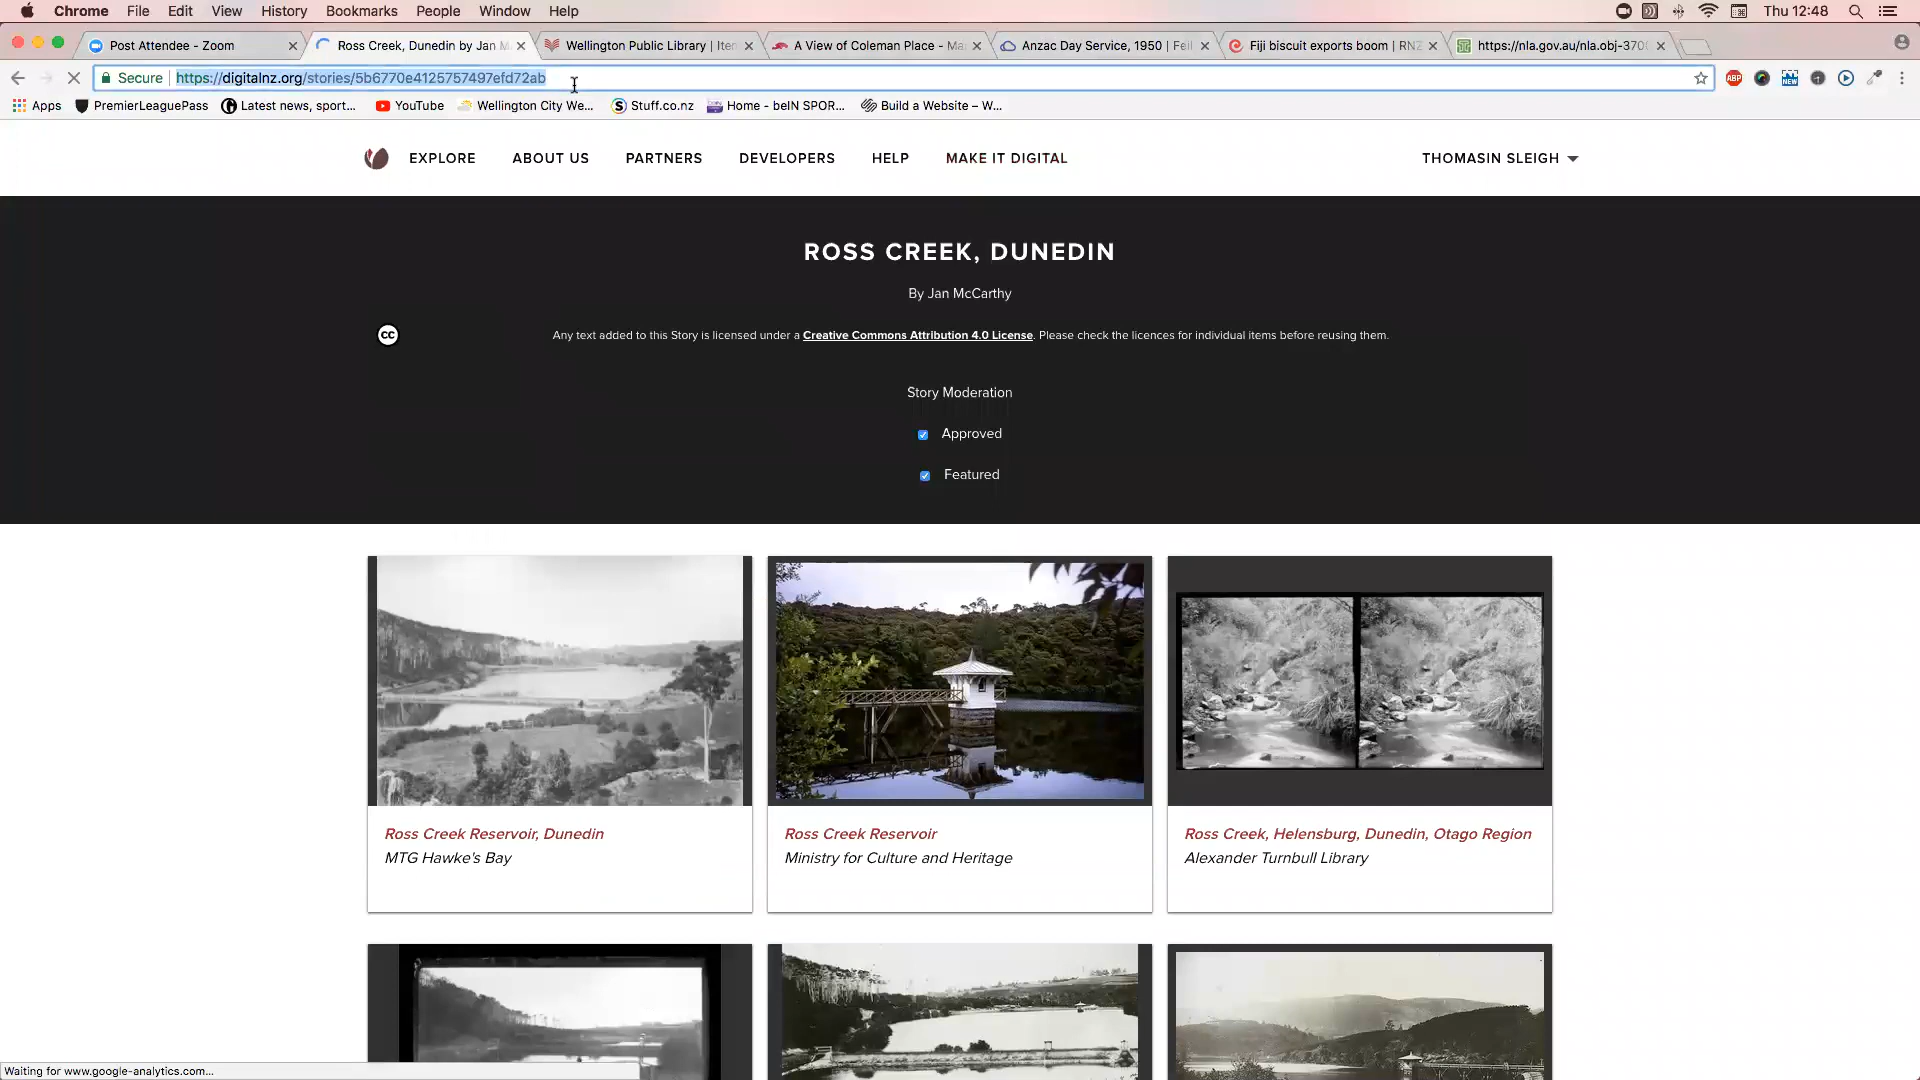 Chrome File Edit View History Bookmarks People Window Help Thu 12:48
Post Attendee - Zoom Ross Creek, Dunedin by Jan M Wellington Public Library | Iten A View of Coleman Place - Ma Anzac Day Service, 1950 | Feil Fiji biscuit exports boom | RNZ https://nla.gov.au/nla.obj-370
Secure https://digitalnz.org/stories/5b6770e4125757497efd72ab ABP NEW
Apps PremierLeaguePass Latest news, sport... YouTube Wellington City We... Stuff.co.nz Home - beIN SPOR... Build a Website – W...
EXPLORE ABOUT US PARTNERS DEVELOPERS HELP MAKE IT DIGITAL THOMASIN SLEIGH
ROSS CREEK, DUNEDIN
By Jan McCarthy
cc Any text added to this Story is licensed under a Creative Commons Attribution 4.0 License. Please check the licences for individual items before reusing them.
Story Moderation
Approved
Featured
Ross Creek Reservoir, Dunedin
MTG Hawke's Bay
Ross Creek Reservoir
Ministry for Culture and Heritage
Ross Creek, Helensburg, Dunedin, Otago Region
Alexander Turnbull Library
Waiting for www.google-analytics.com...